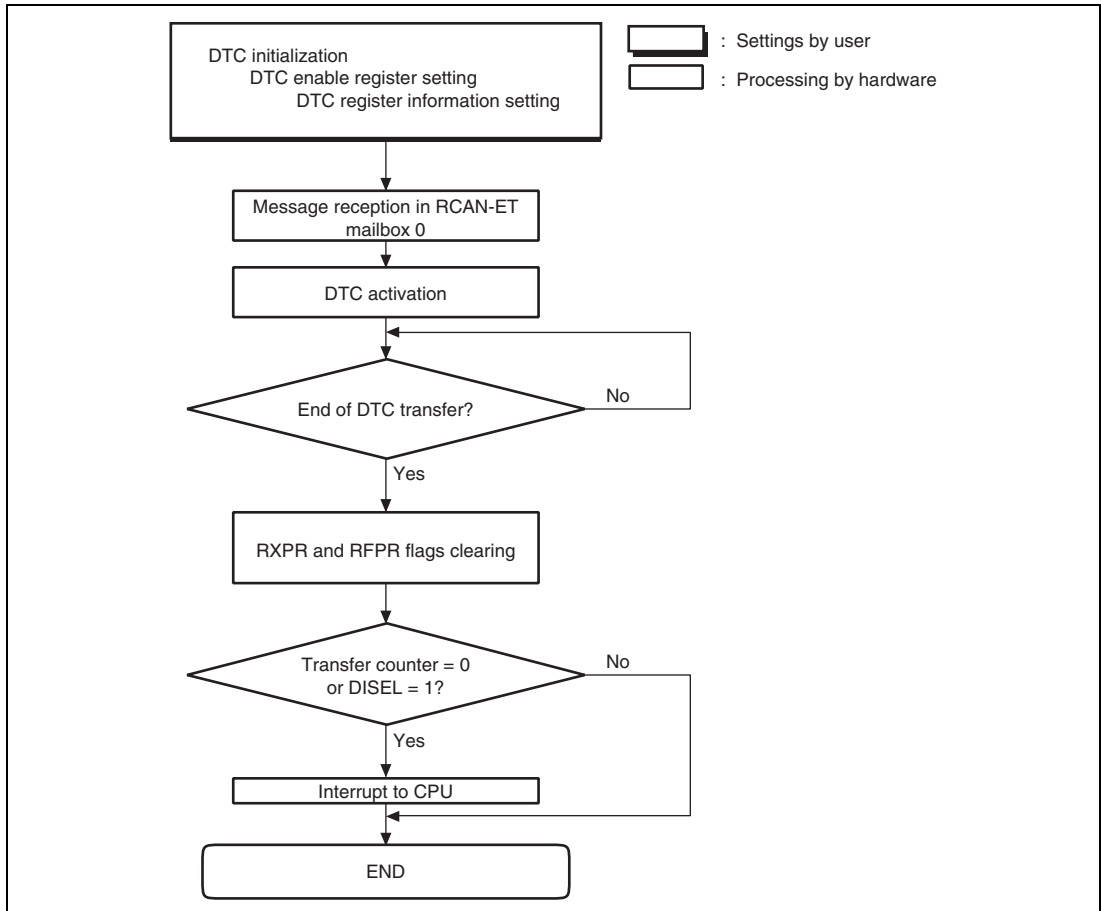 DTC initialization
DTC enable register setting
DTC register information setting
: Settings by user
: Processing by hardware
Message reception in RCAN-ET
mailbox 0
DTC activation
End of DTC transfer?
No
Yes
RXPR and RFPR flags clearing
Transfer counter = 0
or DISEL = 1?
No
Yes
Interrupt to CPU
END